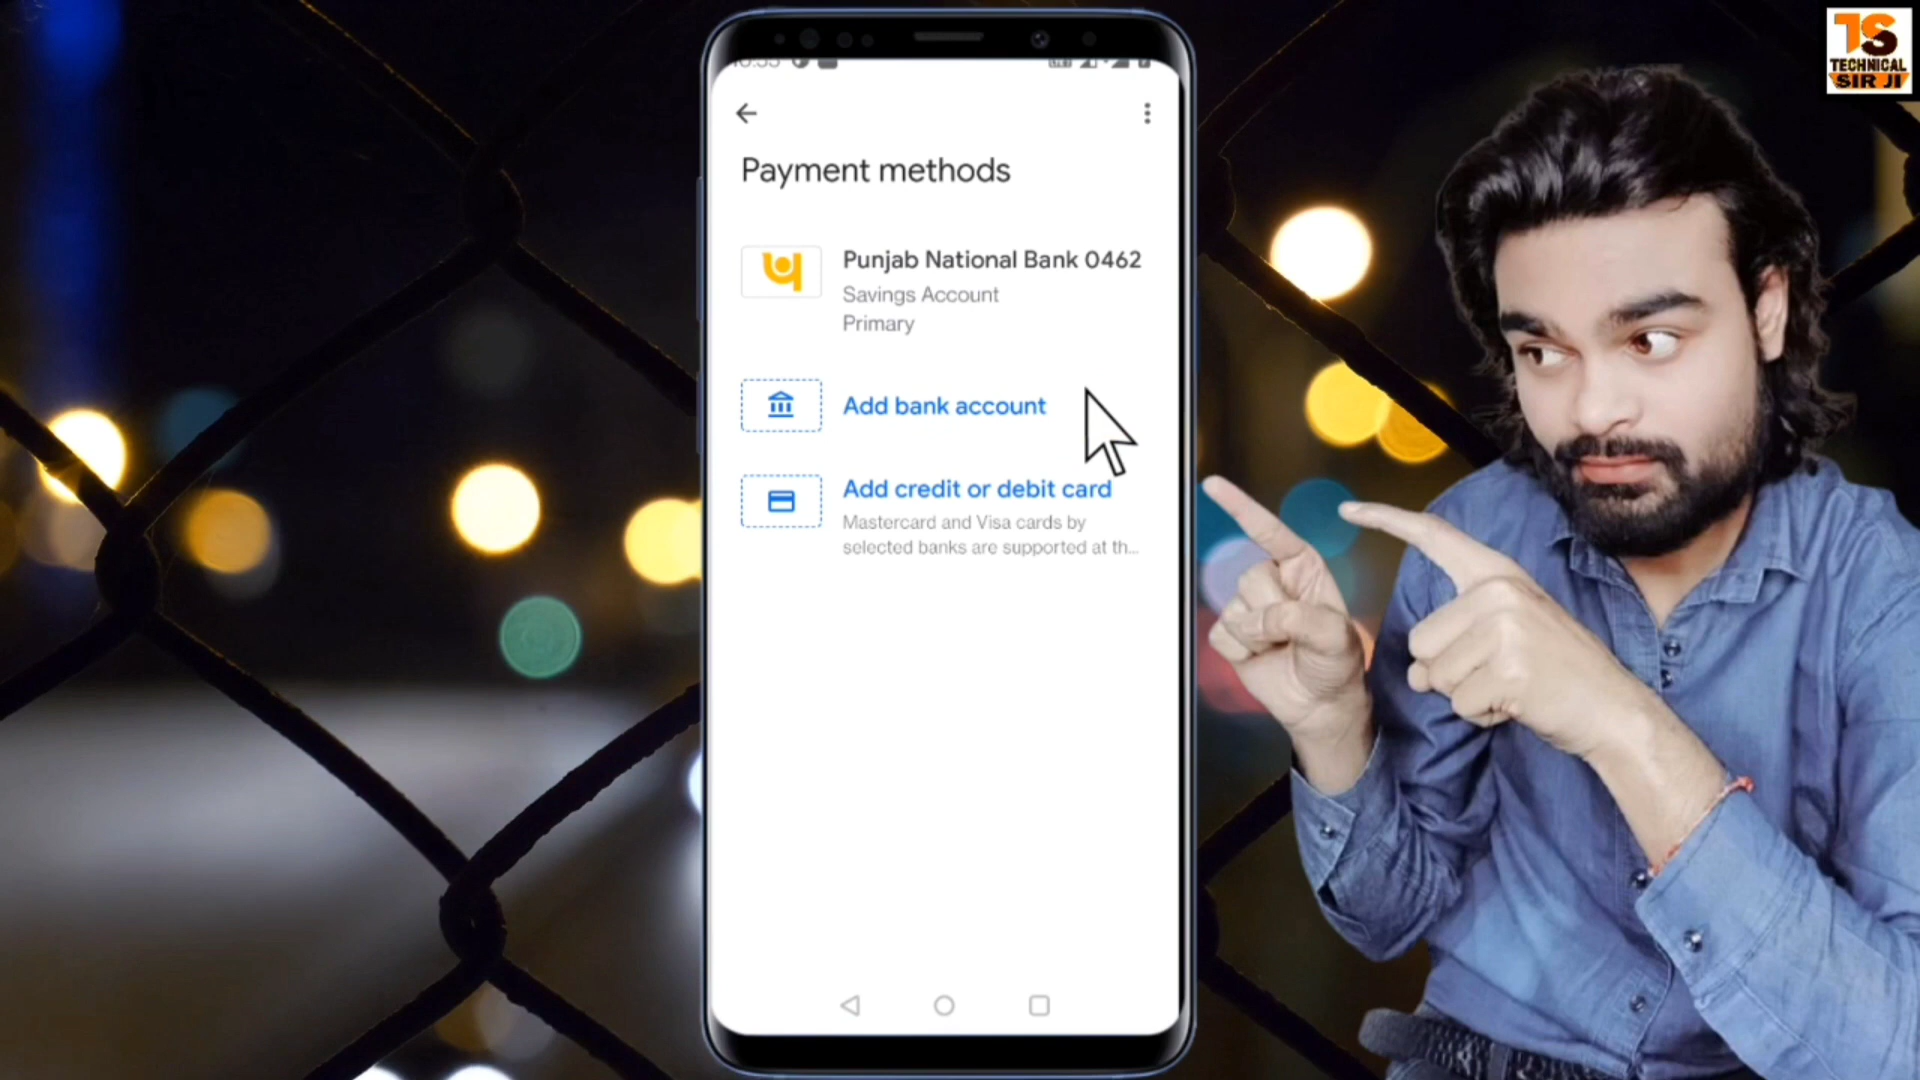 TS
TECHNICAL
SIR JI
Payment methods
Punjab National Bank 0462
Savings Account
Primary
Add bank account
Add credit or debit card
Mastercard and Visa cards by
selected banks are supported at th...